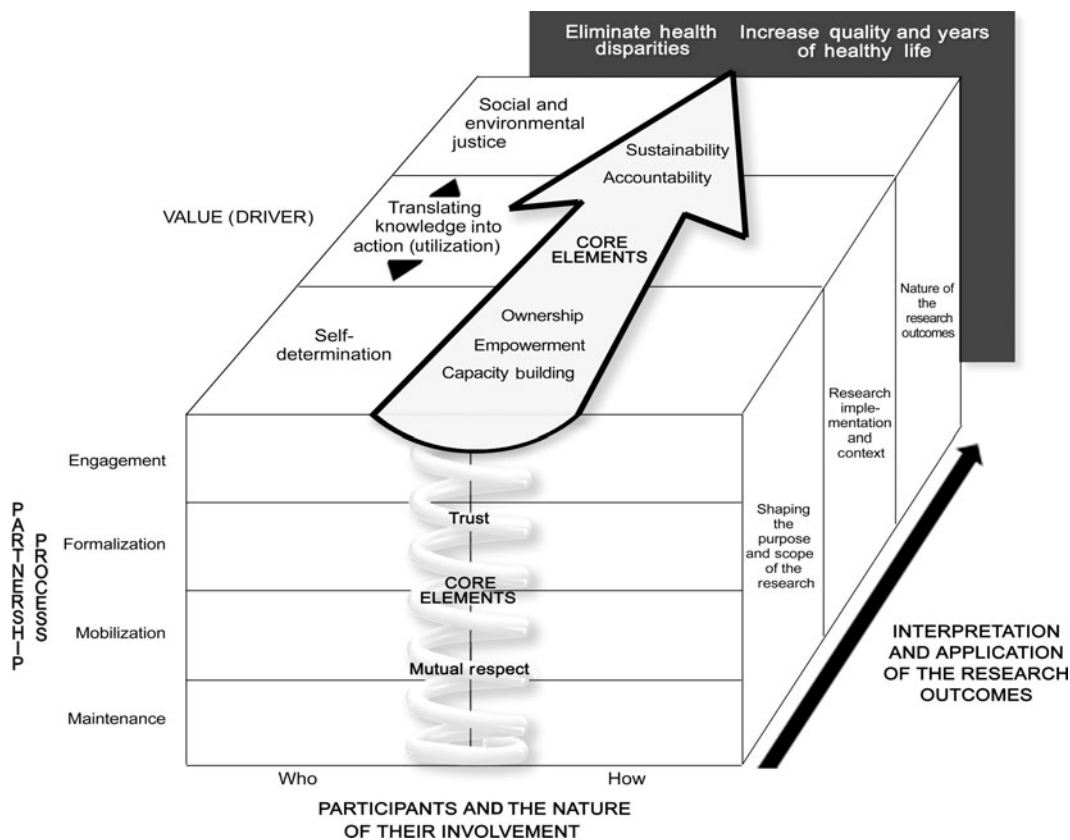 Eliminate health
disparities
Increase quality and years
of healthy life
Social and
environmental
justice
Sustainability
Accountability
VALUE (DRIVER)
Translating
knowledge into
action (utilization)
CORE
ELEMENTS
Nature of
the
research
outcomes
Self-
determination
Ownership
Empowerment
Capacity building
Research
imple-
mentation
and
context
Engagement
Formalization
Mobilization
Maintenance
PARTNERSHIP
PROCESS
Trust
CORE
ELEMENTS
Mutual respect
Shaping
the
purpose
and scope
of the
research
INTERPRETATION
AND APPLICATION
OF THE RESEARCH
OUTCOMES
Who
How
PARTICIPANTS AND THE NATURE
OF THEIR INVOLVEMENT